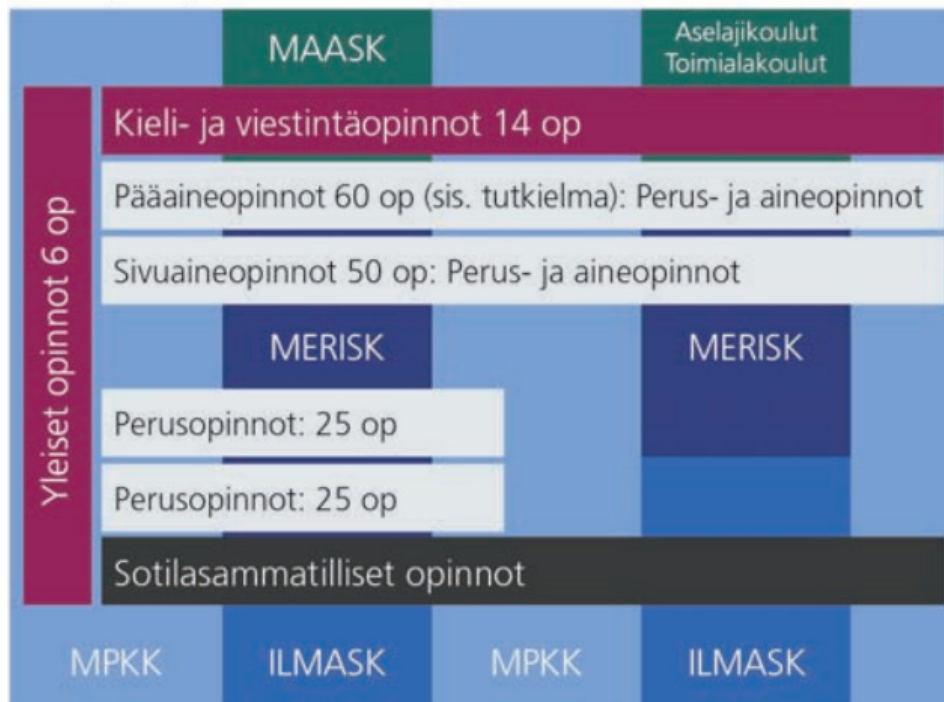 MAASK
Aselajikoulut
Toimialakoulut
Yleiset opinnot 6 op
Kieli- ja viestintäopinnot 14 op
Pääaineopinnot 60 op (sis. tutkielma): Perus- ja aineopinnot
Sivuaineopinnot 50 op: Perus- ja aineopinnot
MERISK
MERISK
Perusopinnot: 25 op
Perusopinnot: 25 op
Sotilasammatilliset opinnot
MPKK
ILMASK
MPKK
ILMASK